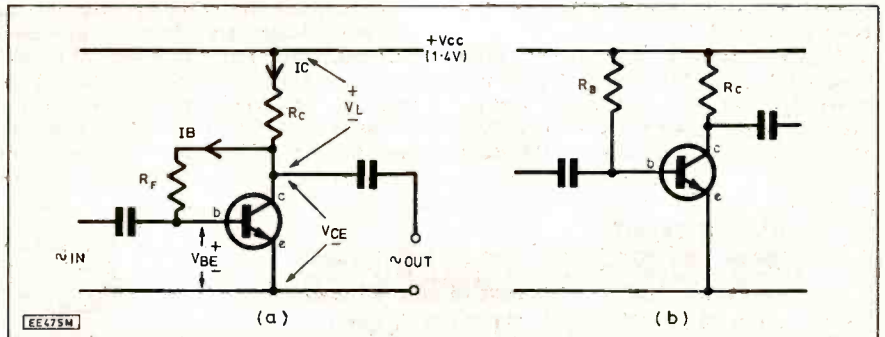 +Vcc
(1·4V)
IC
+
RC
VL
IB
RF
b
c
e
+
VBE
VCE
∿IN
∿OUT
(a)
RB
RC
b
c
e
(b)
EE475M